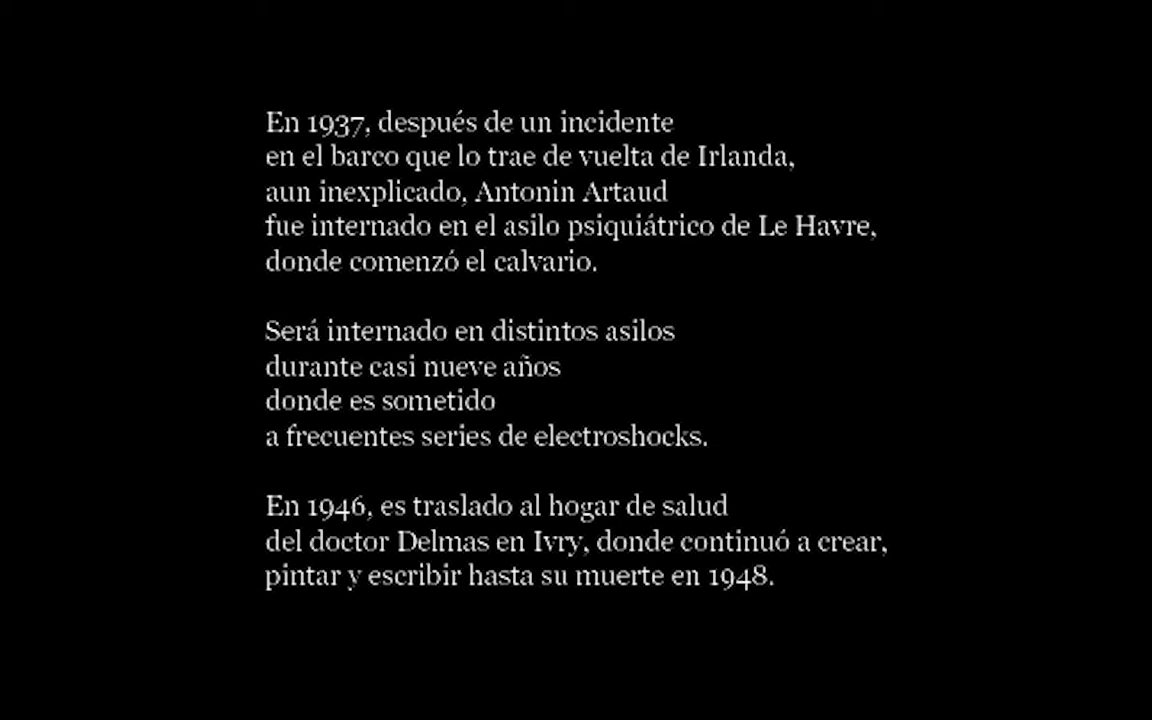 En 1937, después de un incidente
en el barco que lo trae de vuelta de Irlanda,
aun inexplicado, Antonin Artaud
fue internado en el asilo psiquiátrico de Le Havre,
donde comenzó el calvario.
Será internado en distintos asilos
durante casi nueve años
donde es sometido
a frecuentes series de electroshocks.
En 1946, es traslado al hogar de salud
del doctor Delmas en Ivry, donde continuó a crear,
pintar y escribir hasta su muerte en 1948.